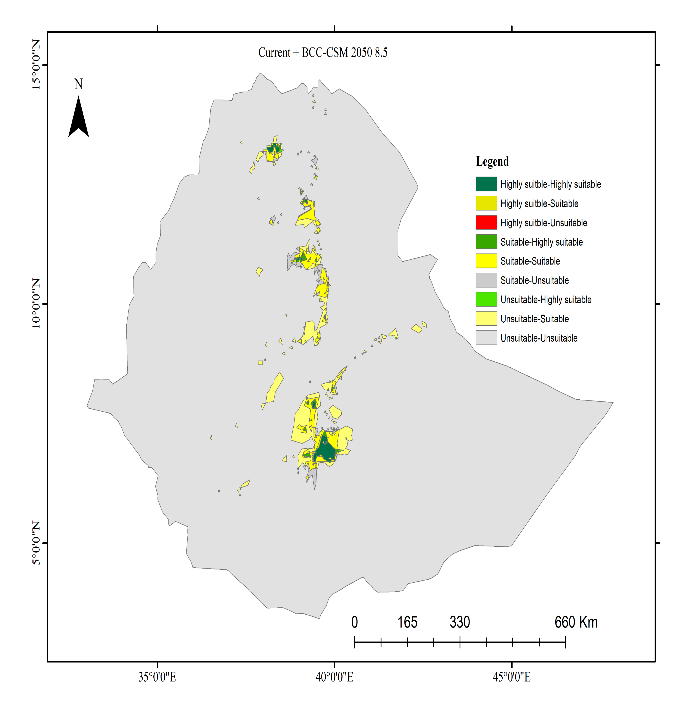 Current - BCC-CSM 2050 8.5
15°0'0"N
N
Legend
Highly suitble-Highly suitable
Highly suitble-Suitable
Highly suitble-Unsuitable
Suitable-Highly suitable
Suitable-Suitable
Suitable-Unsuitable
Unsuitable-Highly suitable
Unsuitable-Suitable
Unsuitable-Unsuitable
10°0'0"N
5°0'0"N
0 165 330 660 Km
35°0'0"E 40°0'0"E 45°0'0"E